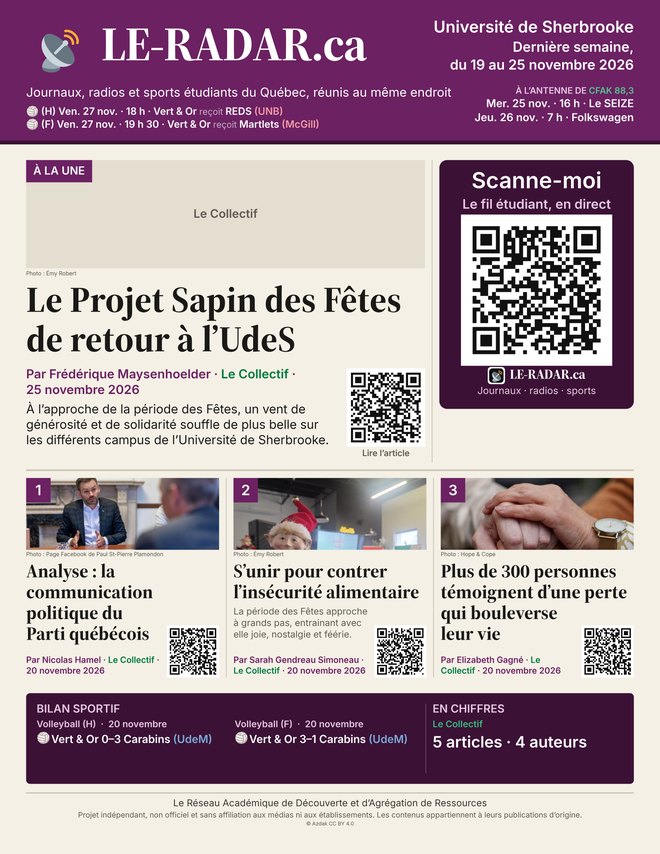 LE-RADAR.ca
Université de Sherbrooke
Dernière semaine,
du 19 au 25 novembre 2026
Journaux, radios et sports étudiants du Québec, réunis au même endroit
(H) Ven. 27 nov. · 18 h · Vert & Or reçoit REDS (UNB)
(F) Ven. 27 nov. · 19 h 30 · Vert & Or reçoit Martlets (McGill)
À L'ANTENNE DE CFAK 88,3
Mer. 25 nov. · 16 h · Le SEIZE
Jeu. 26 nov. · 7 h · Folkswagen
À LA UNE
Le Collectif
Photo : Émy Robert
Le Projet Sapin des Fêtes
de retour à l'UdeS
Par Frédérique Maysenhoelder · Le Collectif ·
25 novembre 2026
À l'approche de la période des Fêtes, un vent de
générosité et de solidarité souffle de plus belle sur
les différents campus de l'Université de Sherbrooke.
Lire l'article
Scanne-moi
Le fil étudiant, en direct
LE-RADAR.ca
Journaux · radios · sports
1
Photo : Page Facebook de Paul St-Pierre Plamondon
Analyse : la
communication
politique du
Parti québécois
Par Nicolas Hamel · Le Collectif ·
20 novembre 2026
2
Photo : Émy Robert
S'unir pour contrer
l'insécurité alimentaire
La période des Fêtes approche
à grands pas, entrainant avec
elle joie, nostalgie et féérie.
Par Sarah Gendreau Simoneau ·
Le Collectif · 20 novembre 2026
3
Photo : Hope & Cope
Plus de 300 personnes
témoignent d'une perte
qui bouleverse
leur vie
Par Elizabeth Gagné · Le
Collectif · 20 novembre 2026
BILAN SPORTIF
Volleyball (H) · 20 novembre
Vert & Or 0–3 Carabins (UdeM)
Volleyball (F) · 20 novembre
Vert & Or 3–1 Carabins (UdeM)
EN CHIFFRES
Le Collectif
5 articles · 4 auteurs
Le Réseau Académique de Découverte et d'Agrégation de Ressources
Projet indépendant, non officiel et sans affiliation aux médias ni aux établissements. Les contenus appartiennent à leurs publications d'origine.
© Azdak CC BY 4.0